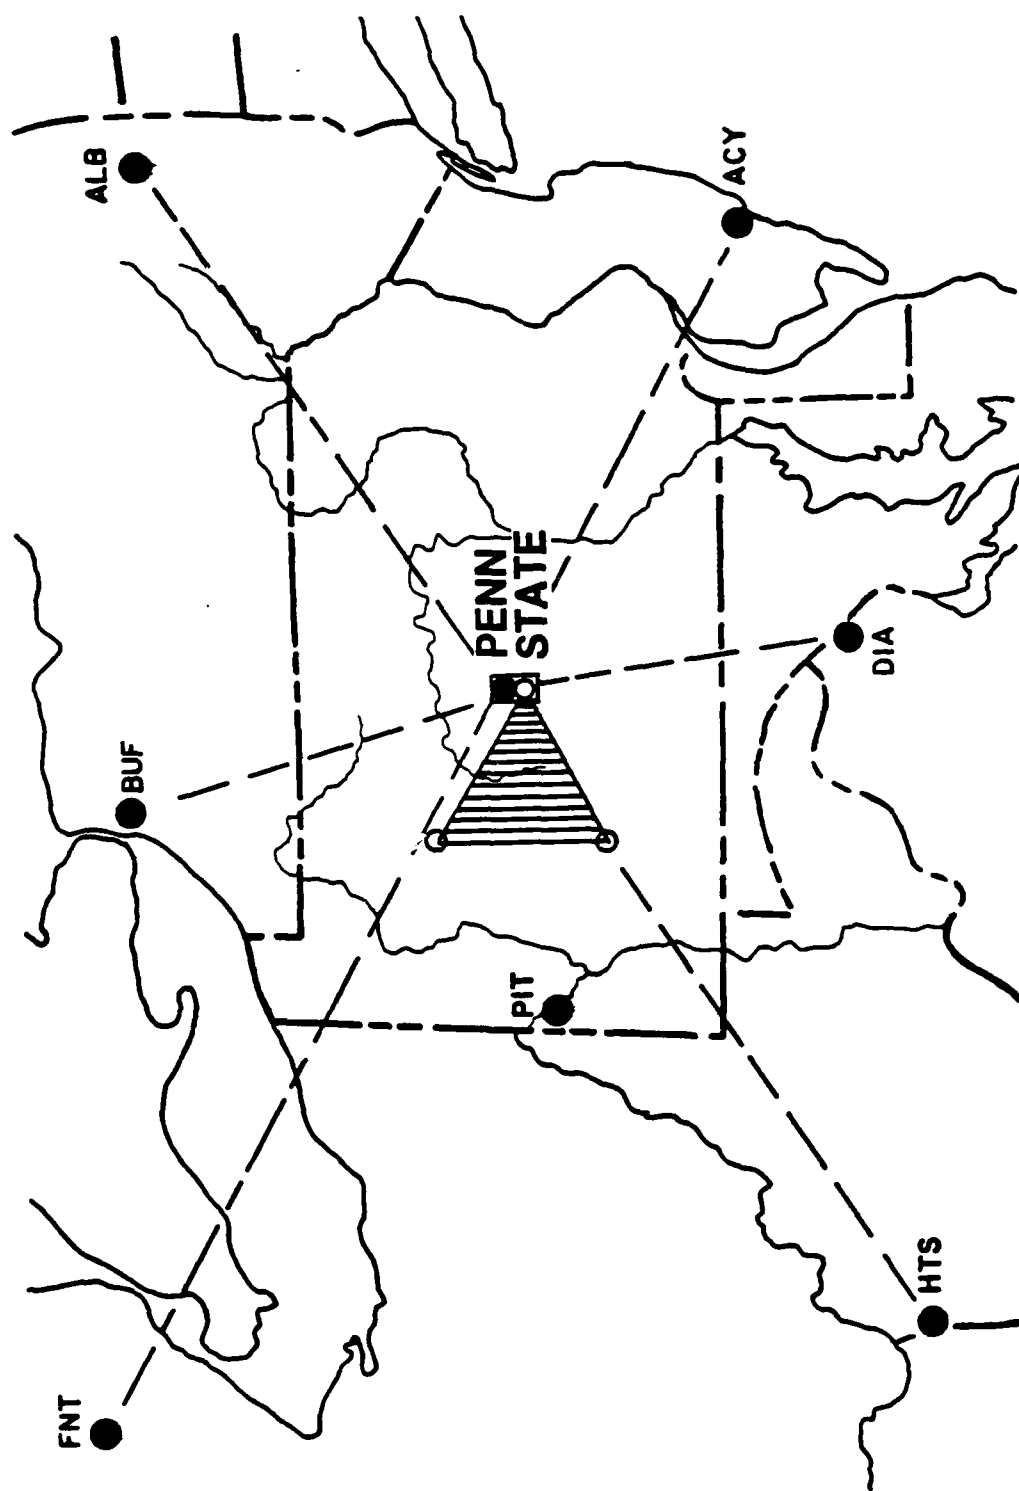 FNT
BUF
ALB
PENN
STATE
PIT
ACY
DIA
HTS